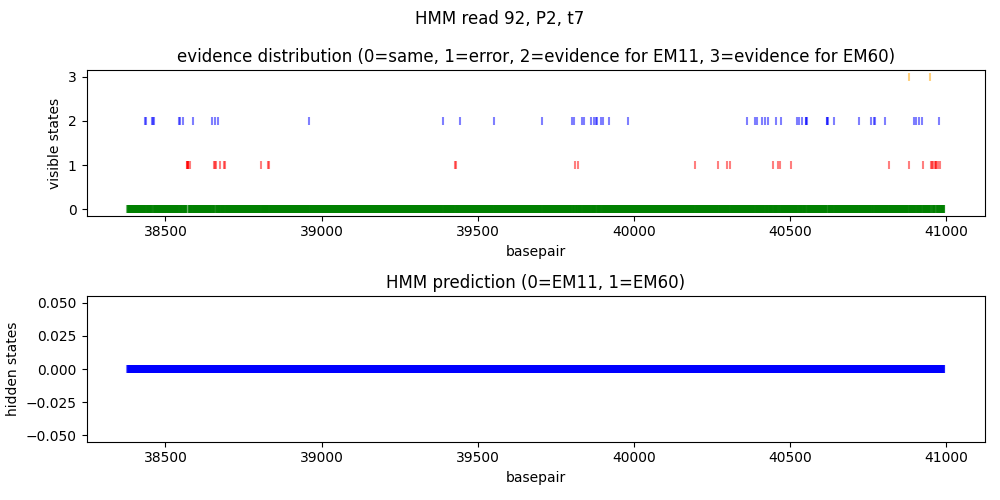 HMM read 92, P2, t7
evidence distribution (0=same, 1=error, 2=evidence for EM11, 3=evidence for EM60)
visible states
3
2
1
0
38500 39000 39500 40000 40500 41000
basepair
HMM prediction (0=EM11, 1=EM60)
hidden states
0.050
0.025
0.000
−0.025
−0.050
38500 39000 39500 40000 40500 41000
basepair